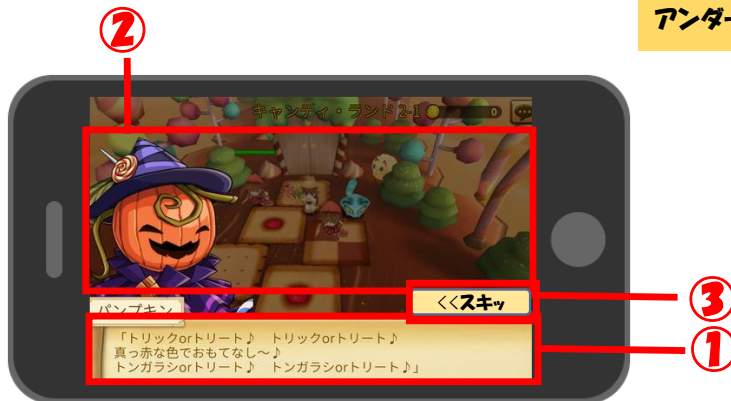 アンダー
②
キャンディ・ランド 2-1
0
パンプキン
<<スキッ
③
「トリックorトリート♪ トリックorトリート♪
真っ赤な色でおもてなし～♪
トンガラシorトリート♪ トンガラシorトリート♪」
①